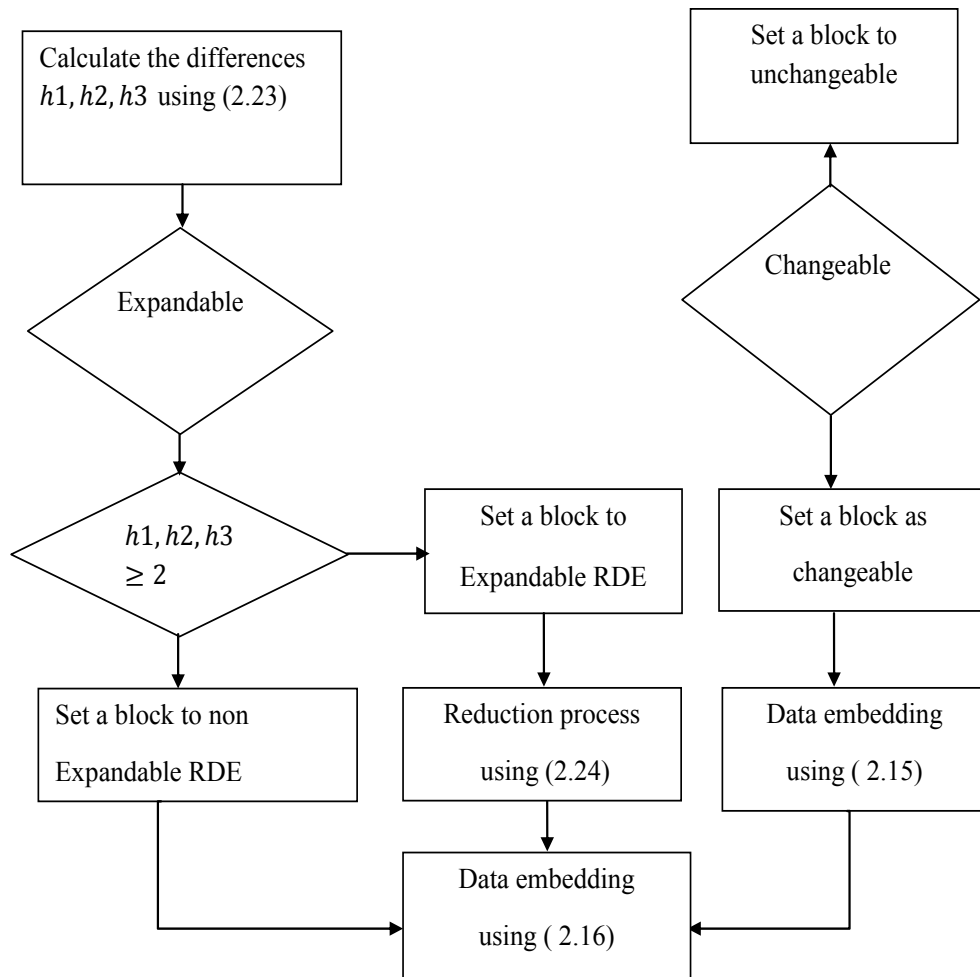 Calculate the differences
h1, h2, h3 using (2.23)
Set a block to
unchangeable
Expandable
Changeable
h1, h2, h3
≥ 2
Set a block to
Expandable RDE
Set a block as
changeable
Set a block to non
Expandable RDE
Reduction process
using (2.24)
Data embedding
using ( 2.15)
Data embedding
using ( 2.16)